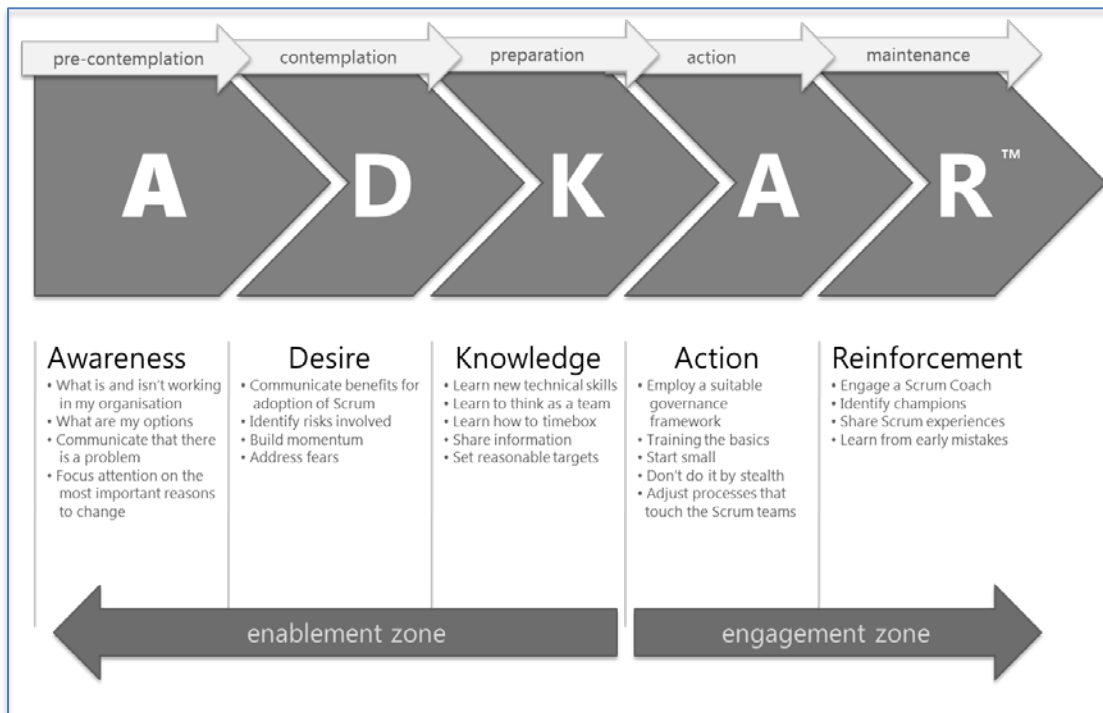 pre-contemplation
contemplation
preparation
action
maintenance
A
D
K
A
R™
Awareness
• What is and isn't working
in my organisation
• What are my options
• Communicate that there
is a problem
• Focus attention on the
most important reasons
to change
Desire
• Communicate benefits for
adoption of Scrum
• Identify risks involved
• Build momentum
• Address fears
Knowledge
• Learn new technical skills
• Learn to think as a team
• Learn how to timebox
• Share information
• Set reasonable targets
Action
• Employ a suitable
governance
framework
• Training the basics
• Start small
• Don't do it by stealth
• Adjust processes that
touch the Scrum teams
Reinforcement
• Engage a Scrum Coach
• Identify champions
• Share Scrum experiences
• Learn from early mistakes
enablement zone
engagement zone